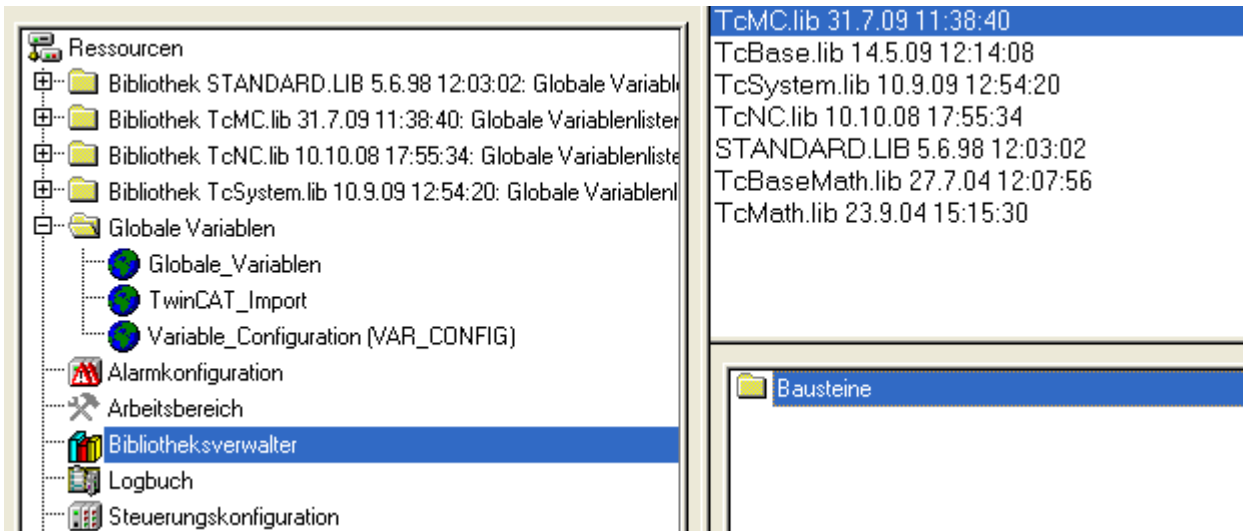 Ressourcen
Bibliothek STANDARD.LIB 5.6.98 12:03:02: Globale Variabl
Bibliothek TcMC.lib 31.7.09 11:38:40: Globale Variablenlisten
Bibliothek TcNC.lib 10.10.08 17:55:34: Globale Variablenliste
Bibliothek TcSystem.lib 10.9.09 12:54:20: Globale Variablenl
Globale Variablen
Globale_Variablen
TwinCAT_Import
Variable_Configuration (VAR_CONFIG)
Alarmkonfiguration
Arbeitsbereich
Bibliotheksverwalter
Logbuch
Steuerungskonfiguration
TcMC.lib 31.7.09 11:38:40
TcBase.lib 14.5.09 12:14:08
TcSystem.lib 10.9.09 12:54:20
TcNC.lib 10.10.08 17:55:34
STANDARD.LIB 5.6.98 12:03:02
TcBaseMath.lib 27.7.04 12:07:56
TcMath.lib 23.9.04 15:15:30
Bausteine